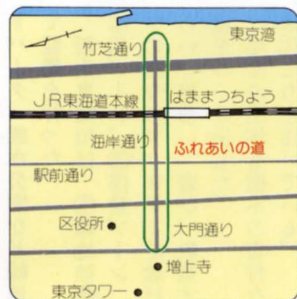 竹芝通り
東京湾
JR東海道本線
はままつちょう
海岸通り
ふれあいの道
駅前通り
区役所
大門通り
増上寺
東京タワー